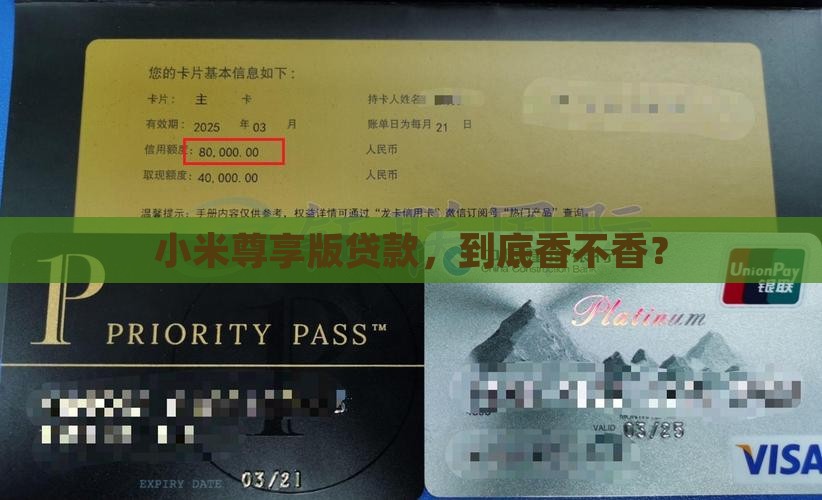 您的卡片基本信息如下：
卡片： 主 卡 持卡人姓名
有效期： 2025 年 03 月 账单日为每月 21 日
信用额度：80,000.00 人民币
取现额度：40,000.00 人民币
温馨提示：手册内容仅供参考，权益详情可通过“龙卡信用卡”微信订阅号“热门产品”查询。
小米尊享版贷款，到底香不香？
China Construction Bank
UnionPay
银联
Platinum
PRIORITY PASS™
VALID 03/25
VISA
EXPIRY DATE 03/21